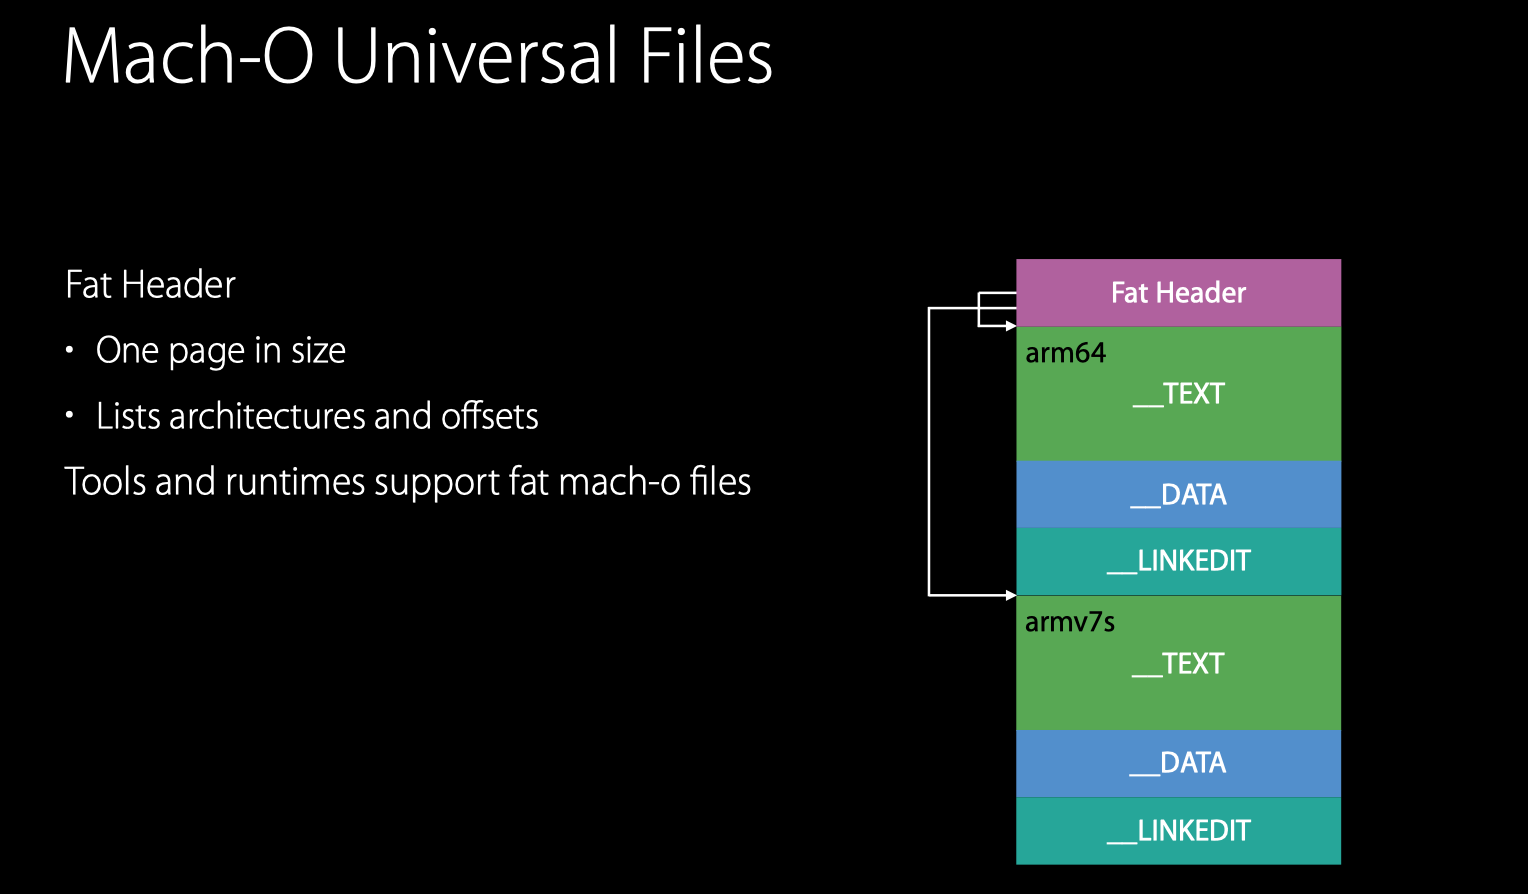 Mach-O Universal Files
Fat Header
• One page in size
• Lists architectures and offsets
Tools and runtimes support fat mach-o files
Fat Header
arm64
__TEXT
__DATA
__LINKEDIT
armv7s
__TEXT
__DATA
__LINKEDIT